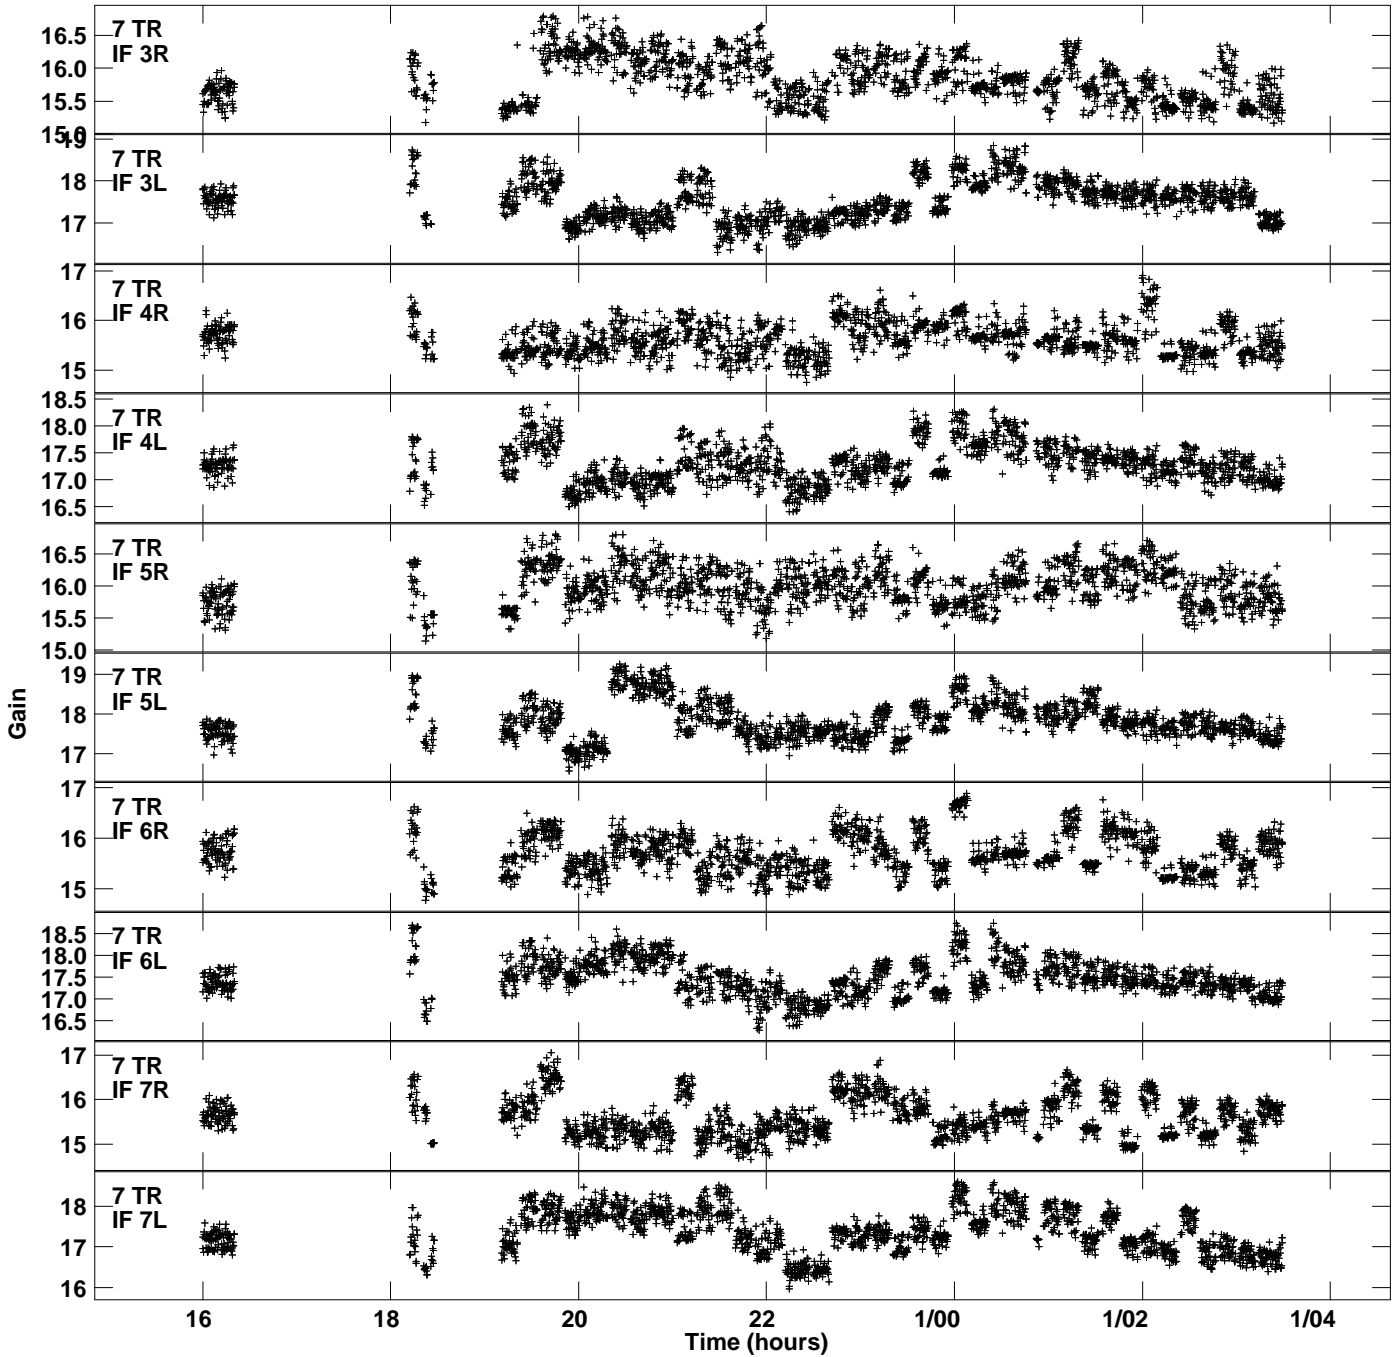 7 TR
IF 3R
16.5
16.0
15.5
15.0
7 TR
IF 3L
19
18
17
7 TR
IF 4R
17
16
15
7 TR
IF 4L
18.5
18.0
17.5
17.0
16.5
7 TR
IF 5R
16.5
16.0
15.5
15.0
7 TR
IF 5L
19
18
17
7 TR
IF 6R
17
16
15
7 TR
IF 6L
18.5
18.0
17.5
17.0
16.5
7 TR
IF 7R
17
16
15
7 TR
IF 7L
18
17
16
Gain
16 18 20 22 1/00 1/02 1/04
Time (hours)